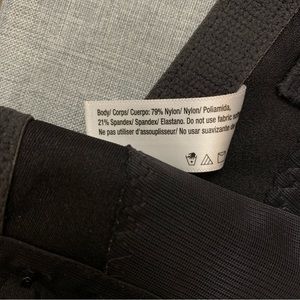 Body/ Corps/ Cuerpo: 79% Nylon/ Nylon/ Poliamida,
21% Spandex/ Spandex/ Elastano. Do not use fabric
Ne pas utiliser d'assouplisseur/ No usar suavizante de